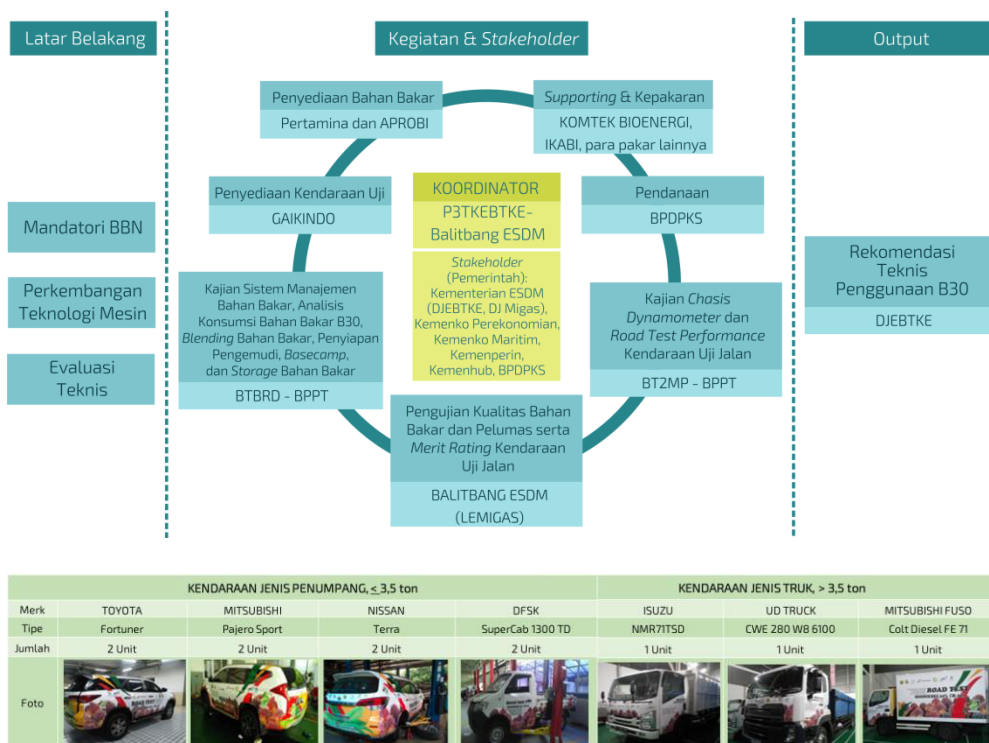 Latar Belakang
Kegiatan & Stakeholder
Output
Mandatori BBN
Perkembangan
Teknologi Mesin
Evaluasi
Teknis
Penyediaan Bahan Bakar
Pertamina dan APROBI
Supporting & Kepakaran
KOMTEK BIOENERGI,
IKABI, para pakar lainnya
Penyediaan Kendaraan Uji
GAIKINDO
KOORDINATOR
P3TKEBTKE-
Balitbang ESDM
Stakeholder
(Pemerintah):
Kementerian ESDM
(DJEBTKE, DJ Migas),
Kemenko Perekonomian,
Kemenko Maritim,
Kemenperin,
Kemenhub, BPDPKS
Pendanaan
BPDPKS
Kajian Sistem Manajemen
Bahan Bakar, Analisis
Konsumsi Bahan Bakar B30,
Blending Bahan Bakar, Penyiapan
Pengemudi, Basecamp,
dan Storage Bahan Bakar
BTBRD - BPPT
Kajian Chasis
Dynamometer dan
Road Test Performance
Kendaraan Uji Jalan
BT2MP - BPPT
Pengujian Kualitas Bahan
Bakar dan Pelumas serta
Merit Rating Kendaraan
Uji Jalan
BALITBANG ESDM
(LEMIGAS)
Rekomendasi
Teknis
Penggunaan B30
DJEBTKE
KENDARAAN JENIS PENUMPANG, ≤ 3,5 ton KENDARAAN JENIS TRUK, > 3,5 ton
Merk TOYOTA MITSUBISHI NISSAN DFSK ISUZU UD TRUCK MITSUBISHI FUSO
Tipe Fortuner Pajero Sport Terra SuperCab 1300 TD NMR71TSD CWE 280 W8 6100 Colt Diesel FE 71
Jumlah 2 Unit 2 Unit 2 Unit 2 Unit 1 Unit 1 Unit 1 Unit
Foto
ROAD TEST